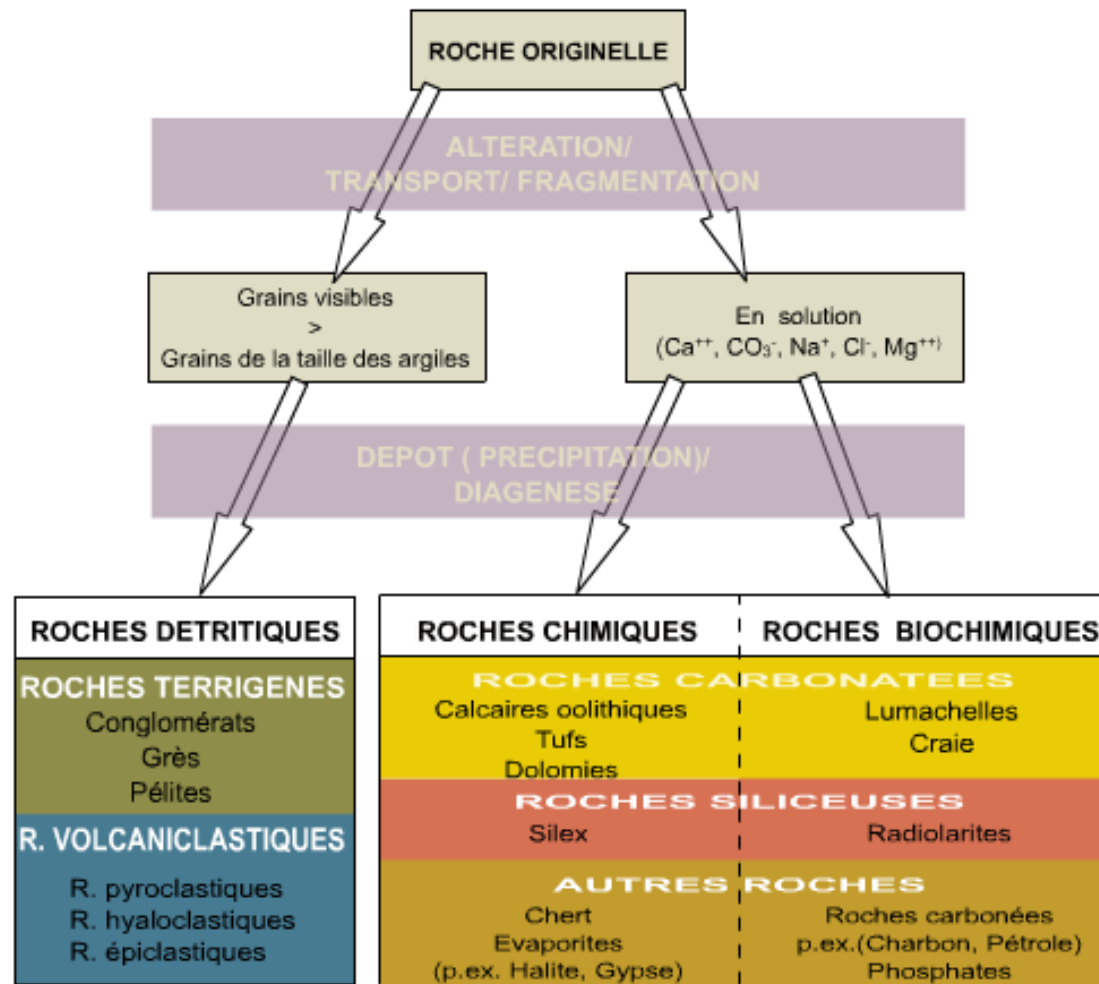 ROCHE ORIGINELLE
ALTERATION/
TRANSPORT/ FRAGMENTATION
Grains visibles
>
Grains de la taille des argiles
En solution
(Ca⁺⁺, CO₃⁻, Na⁺, Cl⁻, Mg⁺⁺⁾
DEPOT ( PRECIPITATION)/
DIAGENESE
ROCHES DETRITIQUES
ROCHES TERRIGENES
Conglomérats
Grès
Pélites
R. VOLCANICLASTIQUES
R. pyroclastiques
R. hyaloclastiques
R. épiclastiques
ROCHES CHIMIQUES
ROCHES BIOCHIMIQUES
ROCHES CARBONATEES
Calcaires oolithiques
Tufs
Dolomies
Lumachelles
Craie
ROCHES SILICEUSES
Silex
Radiolarites
AUTRES ROCHES
Chert
Evaporites
(p.ex. Halite, Gypse)
Roches carbonées
p.ex.(Charbon, Pétrole)
Phosphates